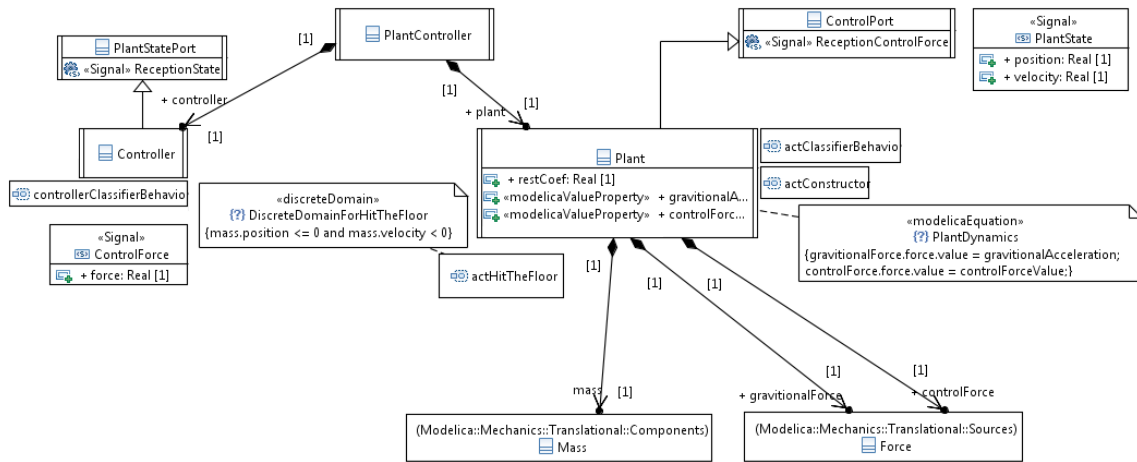 PlantStatePort
«Signal» ReceptionState
PlantController
ControlPort
«Signal» ReceptionControlForce
«Signal»
PlantState
+ position: Real [1]
+ velocity: Real [1]
[1]
[1]
+ controller
[1]
+ plant
[1]
Controller
controllerClassifierBehavior
Plant
+ restCoef: Real [1]
«modelicaValueProperty» + gravitionalA...
«modelicaValueProperty» + controlForc...
actClassifierBehavior
actConstructor
«discreteDomain»
{?} DiscreteDomainForHitTheFloor
{mass.position <= 0 and mass.velocity < 0}
«modelicaEquation»
{?} PlantDynamics
{gravitionalForce.force.value = gravitionalAcceleration;
controlForce.force.value = controlForceValue;}
«Signal»
ControlForce
+ force: Real [1]
actHitTheFloor
[1]
[1]
[1]
mass
[1]
[1]
+ gravitionalForce
[1]
+ controlForce
(Modelica::Mechanics::Translational::Components)
Mass
(Modelica::Mechanics::Translational::Sources)
Force